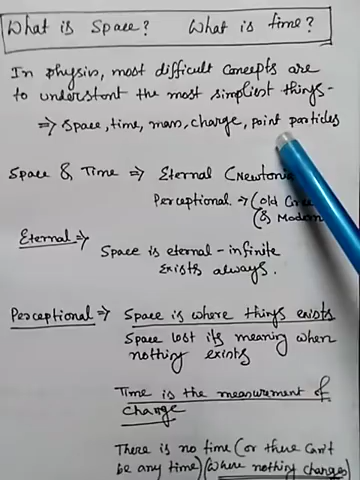 What is Space? What is time?
In physics, most difficult concepts are
to understant the most simpliest things-
⇒ space, time, mass, charge, point particles
Space & Time ⇒ Eternal (Newtonian
Perceptional → (old
(& Modern
Eternal ⇒
Space is eternal - infinite
exists always.
Perceptional ⇒ Space is where things exists
Space lost its meaning when
nothing exists
Time is the measurement of
change
There is no time (or there can't
be any time) (where nothing changes)